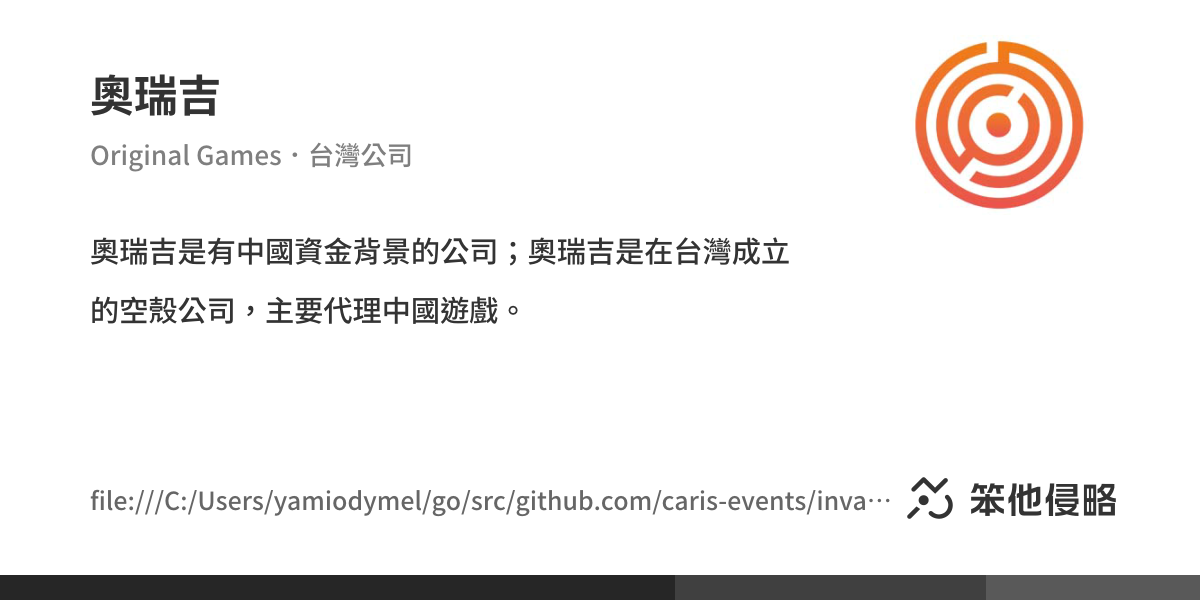 奧瑞吉
Original Games・台灣公司
奧瑞吉是有中國資金背景的公司；奧瑞吉是在台灣成立
的空殼公司，主要代理中國遊戲。
file:///C:/Users/yamiodymel/go/src/github.com/caris-events/inva…
笨他侵略